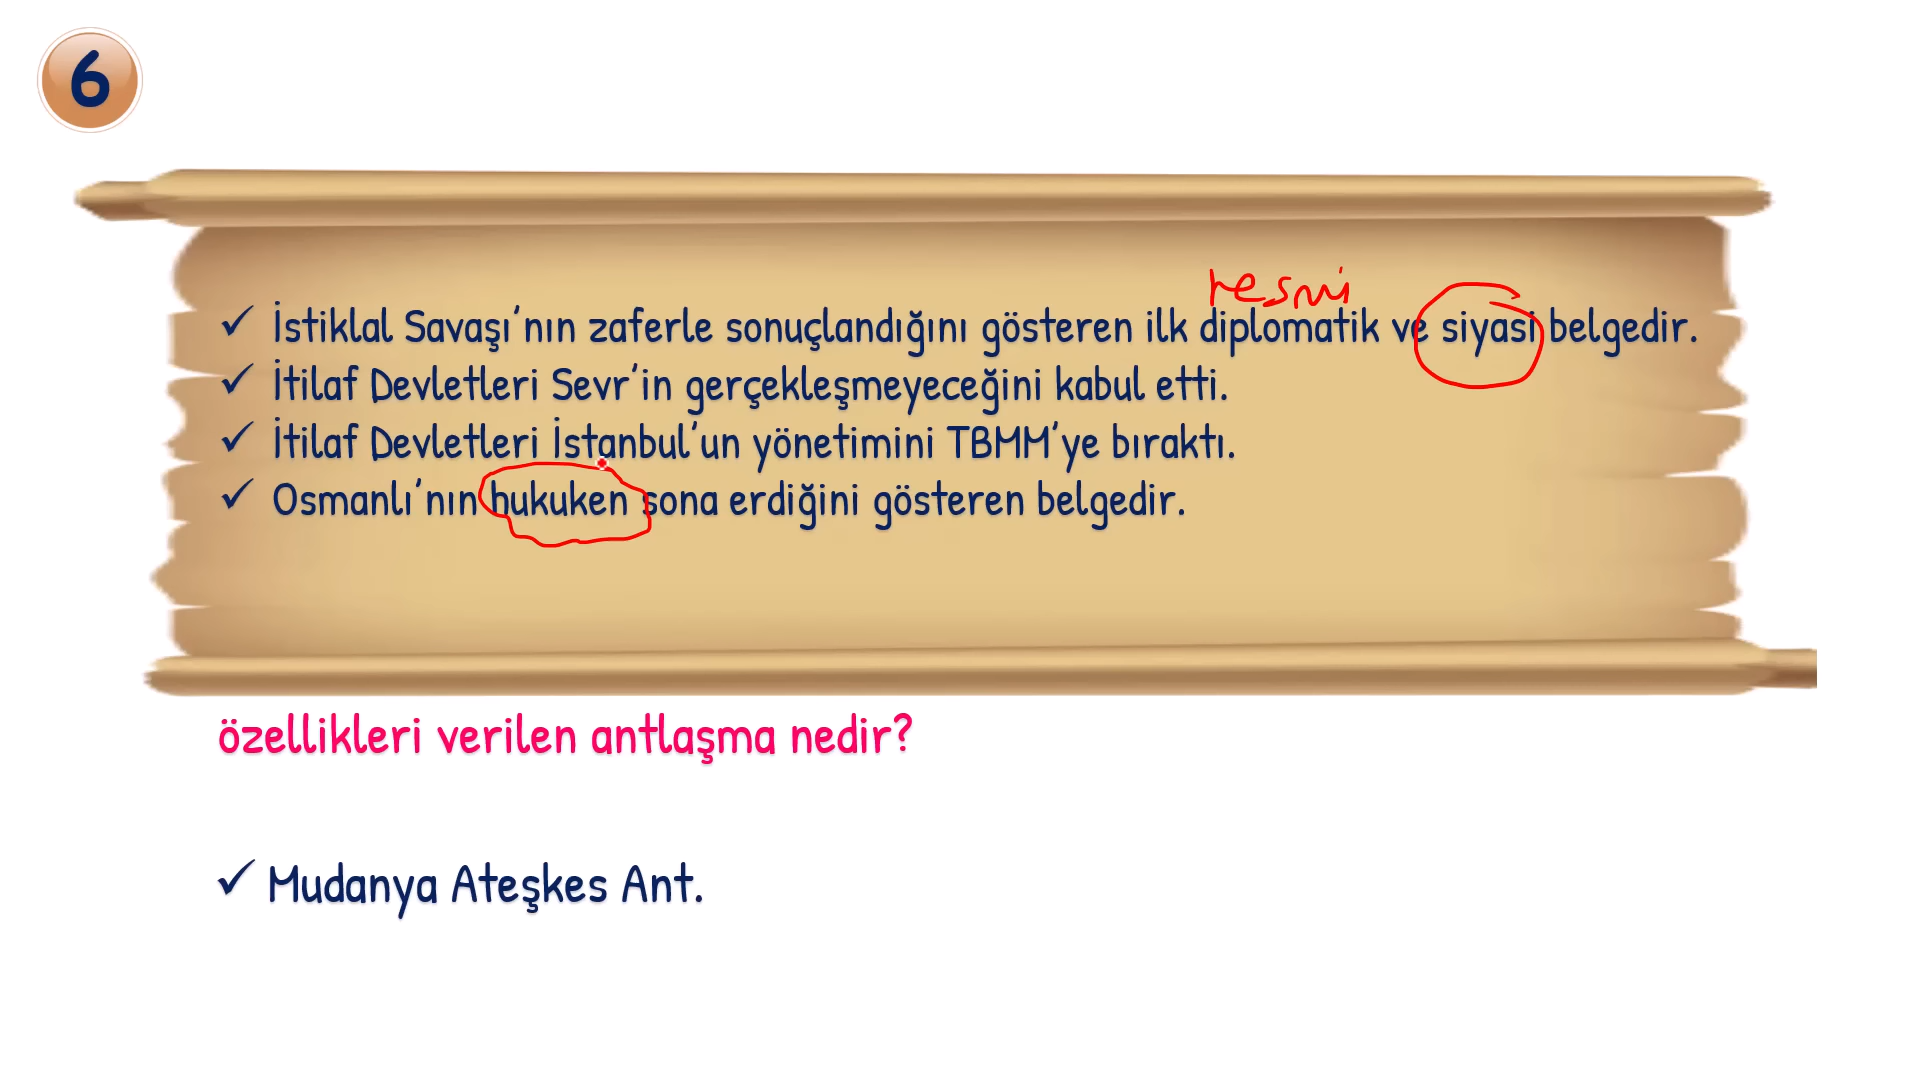 6
resmi
İstiklal Savaşı'nın zaferle sonuçlandığını gösteren ilk diplomatik ve siyasi belgedir.
İtilaf Devletleri Sevr'in gerçekleşmeyeceğini kabul etti.
İtilaf Devletleri İstanbul'un yönetimini TBMM'ye bıraktı.
Osmanlı'nın hukuken sona erdiğini gösteren belgedir.
özellikleri verilen antlaşma nedir?
Mudanya Ateşkes Ant.